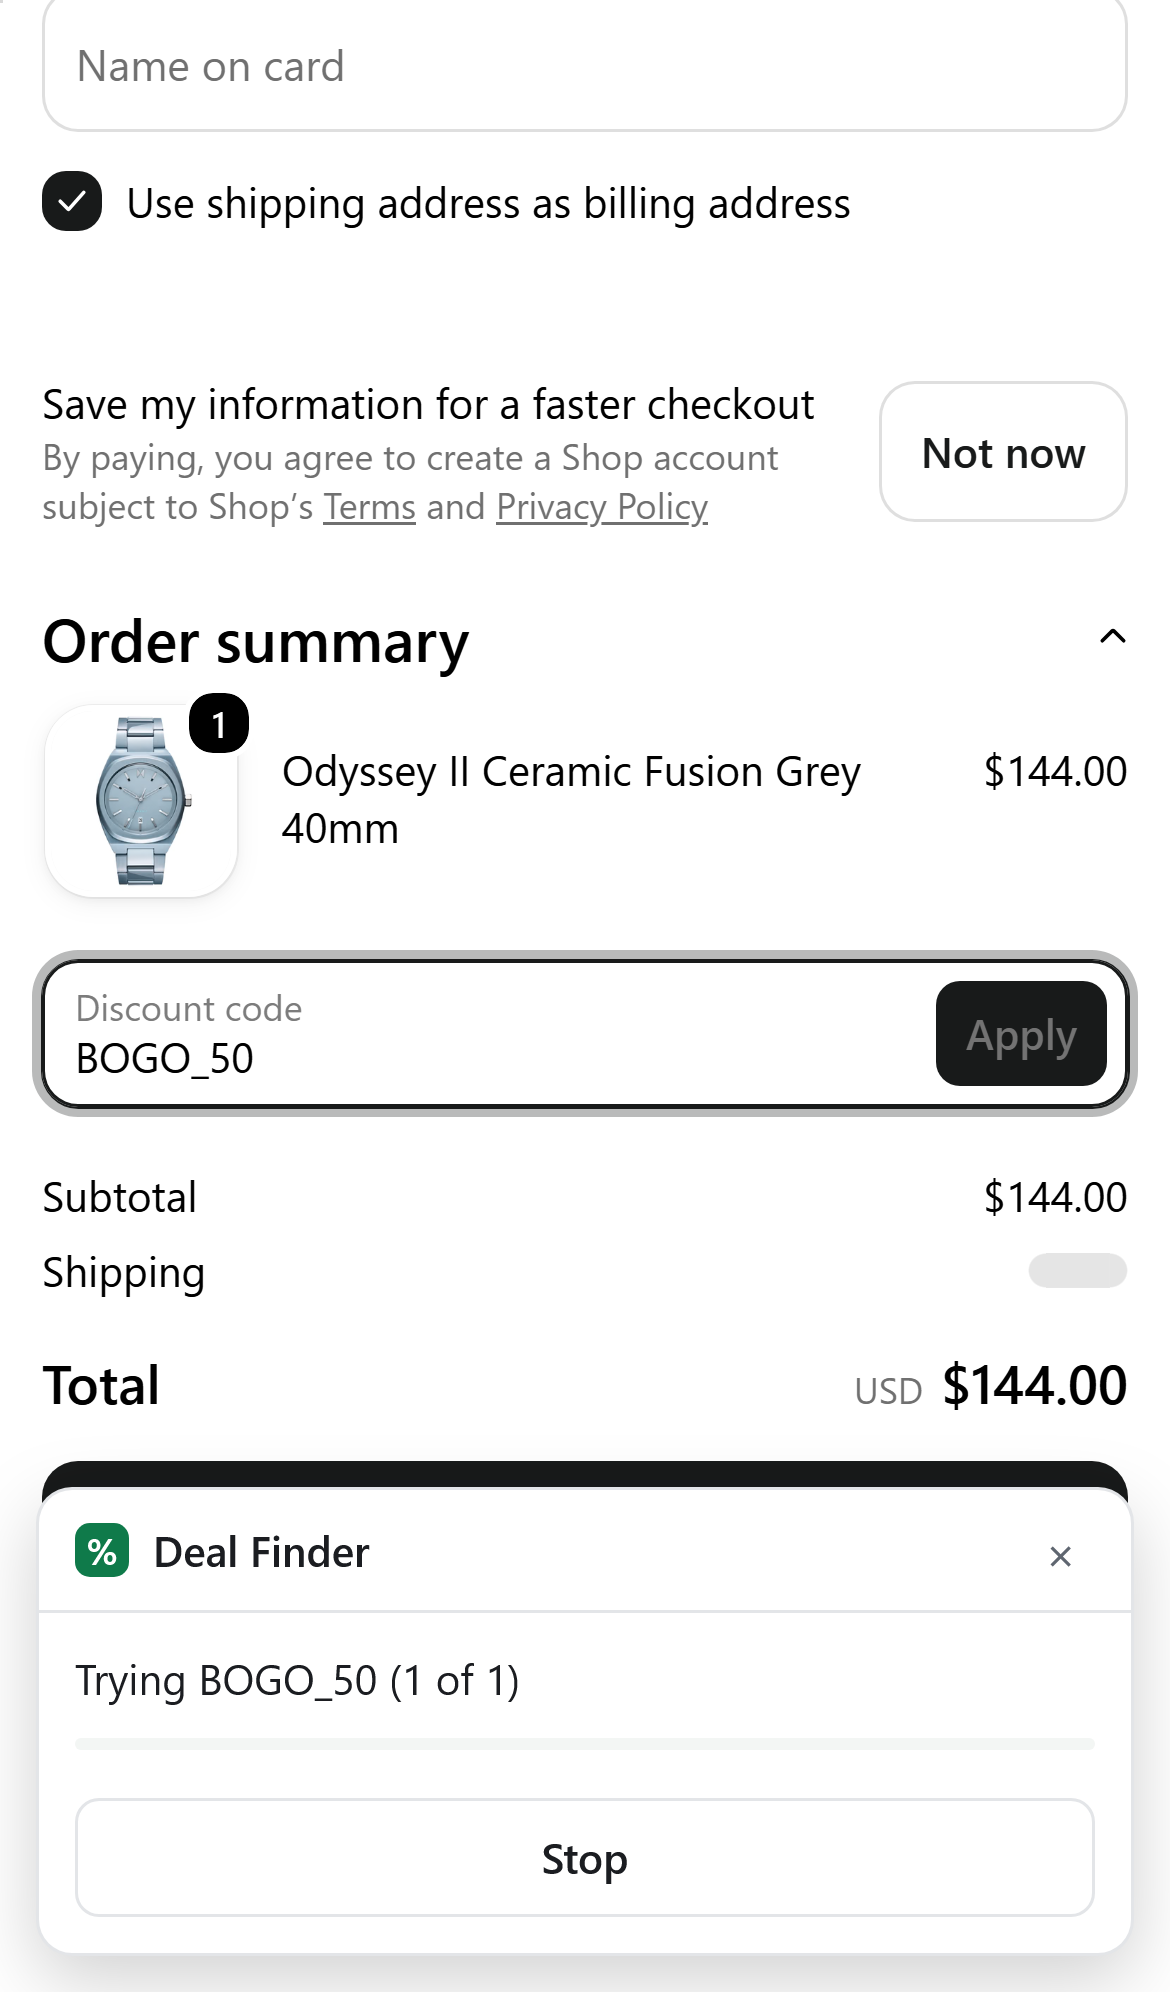 Name on card
Use shipping address as billing address
Save my information for a faster checkout
By paying, you agree to create a Shop account
subject to Shop’s Terms and Privacy Policy
Not now
Order summary
1
Odyssey II Ceramic Fusion Grey
40mm
$144.00
Discount code
BOGO_50
Apply
Subtotal
$144.00
Shipping
Total
USD $144.00
% Deal Finder
×
Trying BOGO_50 (1 of 1)
Stop